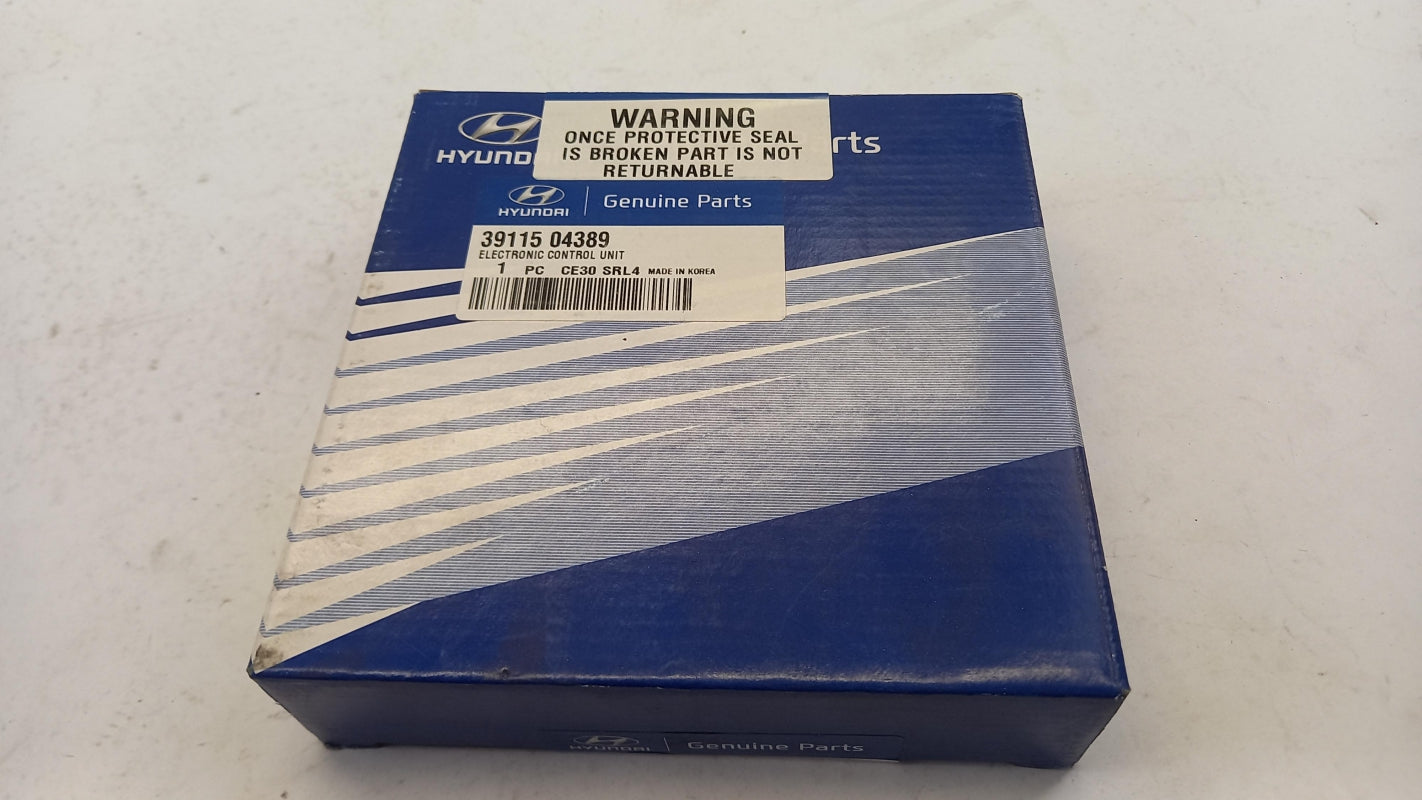 WARNING
ONCE PROTECTIVE SEAL
IS BROKEN PART IS NOT
RETURNABLE
HYUND
rts
HYUNDAI | Genuine Parts
39115 04389
ELECTRONIC CONTROL UNIT
1 PC CE30 SRL4 MADE IN KOREA
HYUNDAI | Genuine Parts